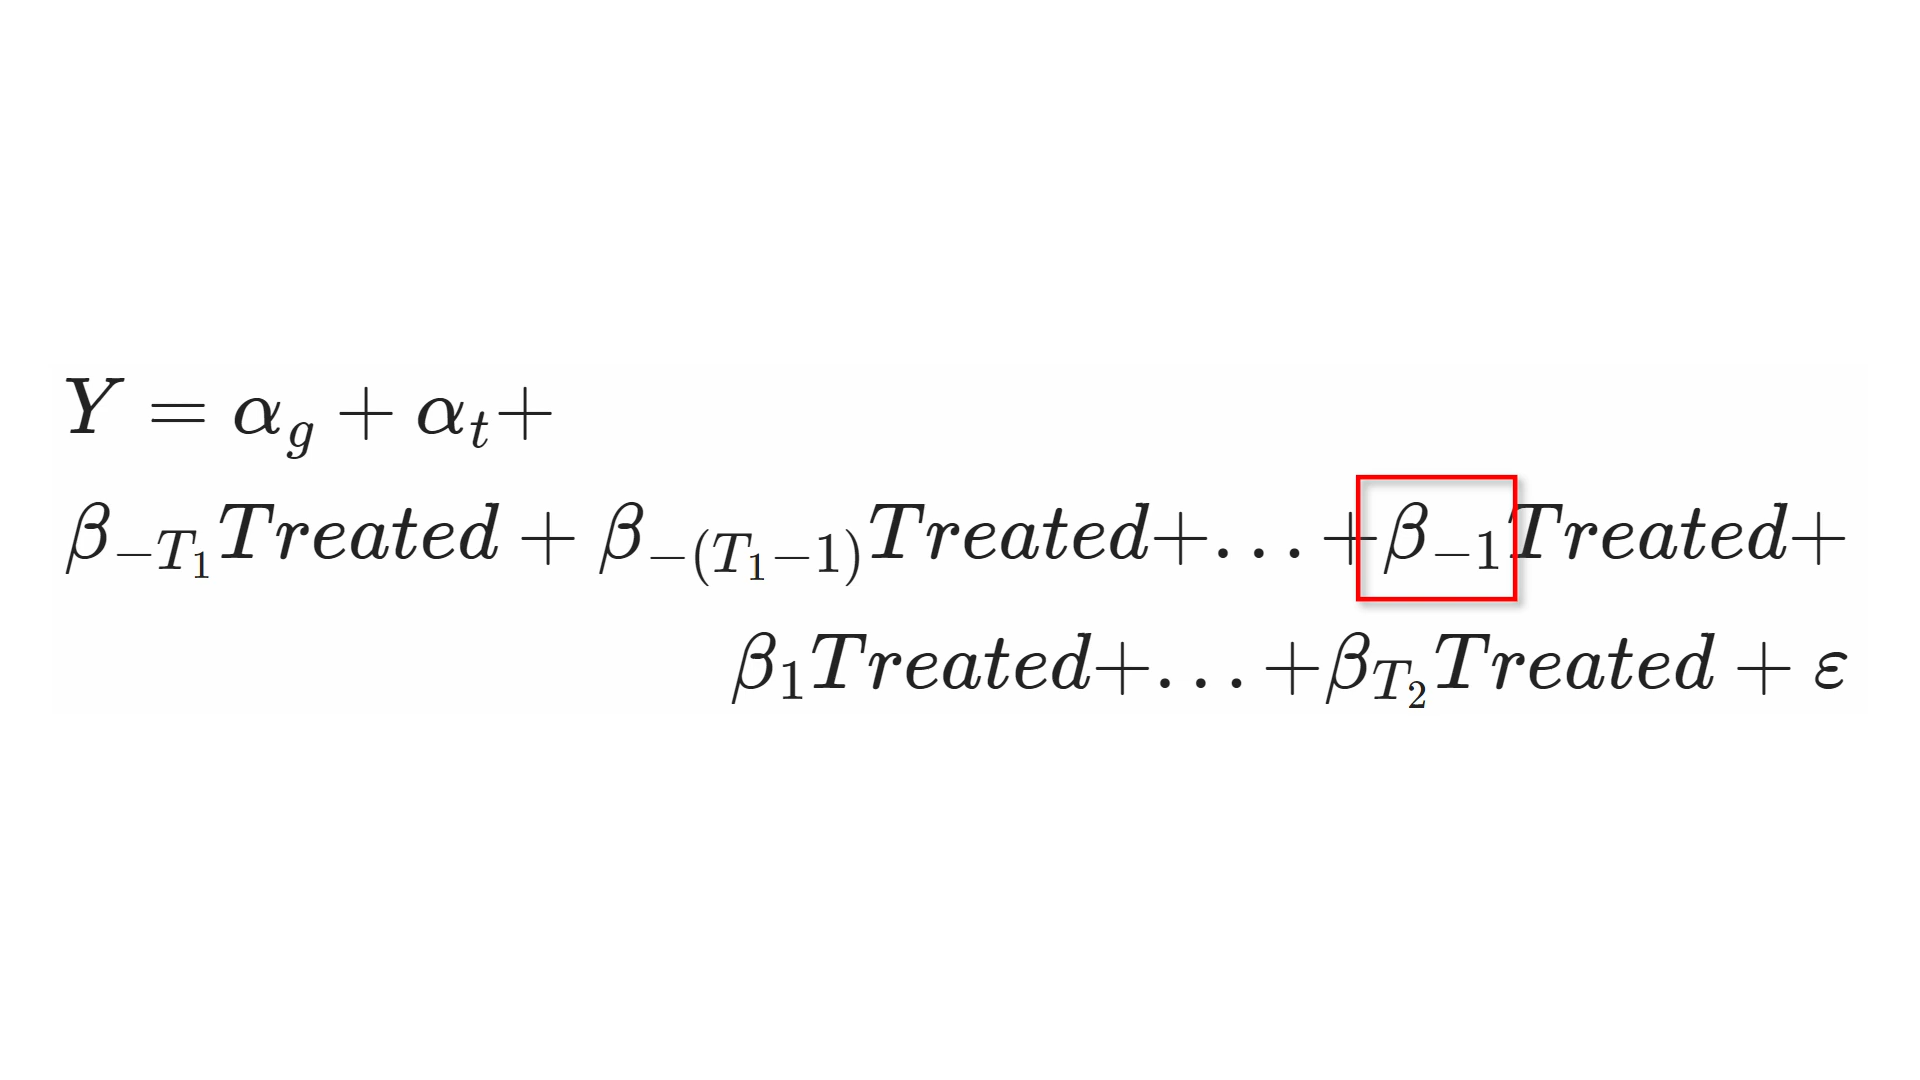 Y = α_g + α_t +
β_{−T_1}Treated + β_{−(T_1−1)}Treated+...+β_{−1}Treated+
β_1Treated+...+β_{T_2}Treated + ε